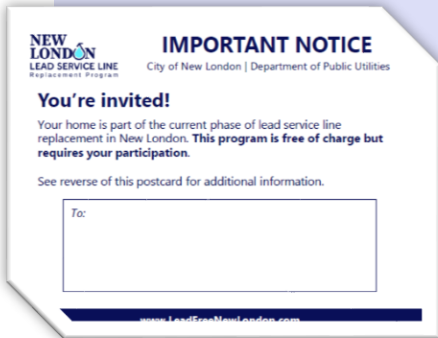 NEW
LONDON
LEAD SERVICE LINE
Replacement Program
IMPORTANT NOTICE
City of New London | Department of Public Utilities
You're invited!
Your home is part of the current phase of lead service line
replacement in New London. This program is free of charge but
requires your participation.
See reverse of this postcard for additional information.
To:
www.LeadFreeNewLondon.com